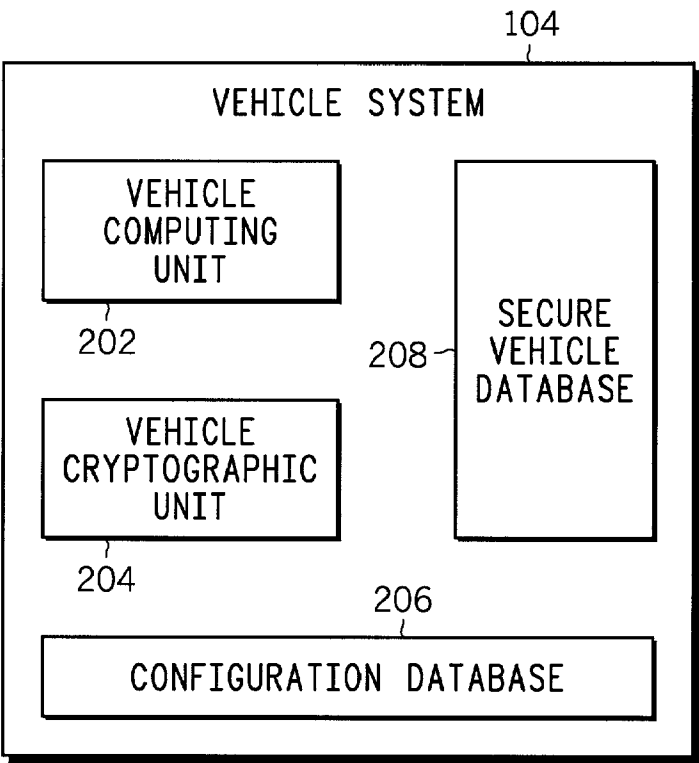 104
VEHICLE SYSTEM
VEHICLE
COMPUTING
UNIT
202
SECURE
VEHICLE
DATABASE
208
VEHICLE
CRYPTOGRAPHIC
UNIT
204
206
CONFIGURATION DATABASE